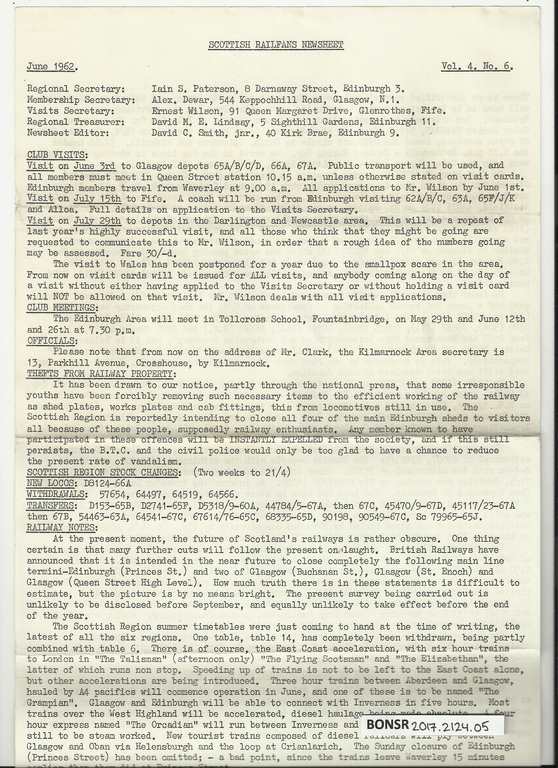 SCOTTISH RAILFANS NEWSHEET
June 1962. Vol. 4. No. 6.
Regional Secretary: Iain S. Paterson, 8 Darnaway Street, Edinburgh 3.
Membership Secretary: Alex. Dewar, 544 Keppochhill Road, Glasgow, N.1.
Visits Secretary: Ernest Wilson, 91 Queen Margaret Drive, Glenrothes, Fife.
Regional Treasurer: David M. E. Lindsay, 5 Sighthill Gardens, Edinburgh 11.
Newsheet Editor: David C. Smith, jnr., 40 Kirk Brae, Edinburgh 9.
CLUB VISITS:
Visit on June 3rd to Glasgow depots 65A/B/C/D, 66A, 67A. Public transport will be used, and
all members must meet in Queen Street station 10.15 a.m. unless otherwise stated on visit cards.
Edinburgh members travel from Waverley at 9.00 a.m. All applications to Mr. Wilson by June 1st.
Visit on July 15th to Fife. A coach will be run from Edinburgh visiting 62A/B/C, 63A, 65F/J/K
and Alloa. Full details on application to the Visits Secretary.
Visit on July 29th to depots in the Darlington and Newcastle area. This will be a repeat of
last year's highly successful visit, and all those who think that they might be going are
requested to communicate this to Mr. Wilson, in order that a rough idea of the numbers going
may be assessed. Fare 30/-d.
The visit to Wales has been postponed for a year due to the smallpox scare in the area.
From now on visit cards will be issued for ALL visits, and anybody coming along on the day of
a visit without either having applied to the Visits Secretary or without holding a visit card
will NOT be allowed on that visit. Mr. Wilson deals with all visit applications.
CLUB MEETINGS:
The Edinburgh Area will meet in Tollcross School, Fountainbridge, on May 29th and June 12th
and 26th at 7.30 p.m.
OFFICIALS:
Please note that from now on the address of Mr. Clark, the Kilmarnock Area secretary is
13, Parkhill Avenue, Crosshouse, by Kilmarnock.
THEFTS FROM RAILWAY PROPERTY:
It has been drawn to our notice, partly through the national press, that some irresponsible
youths have been forcibly removing such necessary items to the efficient working of the railway
as shed plates, works plates and cab fittings, this from locomotives still in use. The
Scottish Region is reportedly intending to close all four of the main Edinburgh sheds to visitors
all because of these people, supposedly railway enthusiasts. Any member known to have
participated in these offences will be INSTANTLY EXPELLED from the society, and if this still
persists, the B.T.C. and the civil police would only be too glad to have a chance to reduce
the present rate of vandalism.
SCOTTISH REGION STOCK CHANGES: (Two weeks to 21/4)
NEW LOCOS: D8124-66A
WITHDRAWALS: 57654, 64497, 64519, 64566.
TRANSFERS: D153-65B, D2741-65F, D5318/9-60A, 44784/5-67A, then 67C, 45470/9-67D, 45117/23-67A
then 67B, 54463-63A, 64541-67C, 67614/76-65C, 68335-65D, 90198, 90549-67C, Sc 79965-65J.
RAILWAY NOTES:
At the present moment, the future of Scotland's railways is rather obscure. One thing
certain is that many further cuts will follow the present onslaught. British Railways have
announced that it is intended in the near future to close completely the following main line
termini-Edinburgh (Princes St.) and two of Glasgow (Buchanan St.), Glasgow (St. Enoch) and
Glasgow (Queen Street High Level). How much truth there is in these statements is difficult to
estimate, but the picture is by no means bright. The present survey being carried out is
unlikely to be disclosed before September, and equally unlikely to take effect before the end
of the year.
The Scottish Region summer timetables were just coming to hand at the time of writing, the
latest of all the six regions. One table, table 14, has completely been withdrawn, being partly
combined with table 6. There is of course, the East Coast acceleration, with six hour trains
to London in "The Talisman" (afternoon only) "The Flying Scotsman" and "The Elizabethan", the
latter of which runs non stop. Speeding up of trains is not to be left to the East Coast alone,
but other accelerations are being introduced. Three hour trains between Aberdeen and Glasgow,
hauled by A4 pacifics will commence operation in June, and one of these is to be named "The
Grampian". Glasgow and Edinburgh will be able to connect with Inverness in five hours. Most
trains over the West Highland will be accelerated, diesel haulage being made absolute. A four
hour express named "The Orcadian" will run between Inverness and
still to be steam worked. New tourist trains composed of diesel railcars will ply between
Glasgow and Oban via Helensburgh and the loop at Crianlarich. The Sunday closure of Edinburgh
(Princes Street) has been omitted; - a bad point, since the trains leave Waverley 15 minutes
BONSR 2017.2124.05